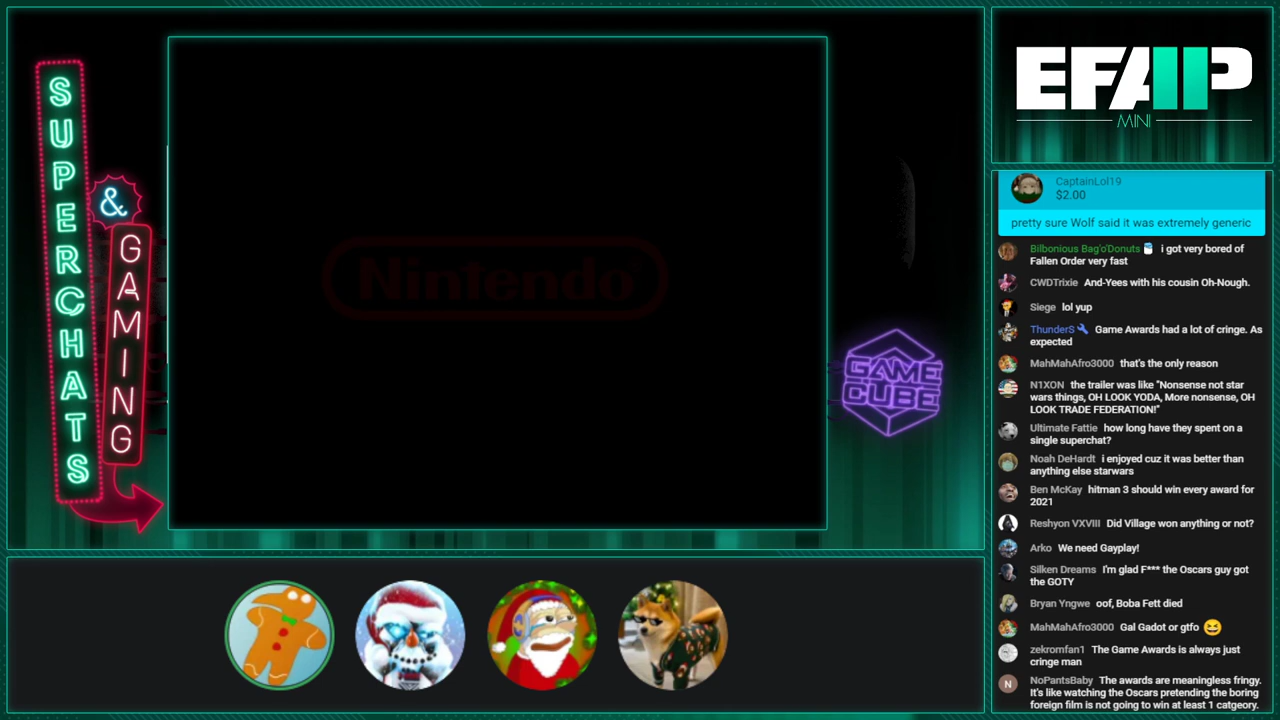 SUPERCHATS
&
GAMING
Nintendo
GAME
CUBE
EFAP
MINI
CaptainLol19
$2.00
pretty sure Wolf said it was extremely generic
Bilbonious Bag'o'Donuts i got very bored of
Fallen Order very fast
CWDTrixie And-Yees with his cousin Oh-Nough.
Siege lol yup
ThunderS Game Awards had a lot of cringe. As
expected
MahMahAfro3000 that's the only reason
N1XON the trailer was like "Nonsense not star
wars things, OH LOOK YODA, More nonsense, OH
LOOK TRADE FEDERATION!"
Ultimate Fattie how long have they spent on a
single superchat?
Noah DeHardt i enjoyed cuz it was better than
anything else starwars
Ben McKay hitman 3 should win every award for
2021
Reshyon VXVIII Did Village won anything or not?
Arko We need Gayplay!
Silken Dreams I'm glad F*** the Oscars guy got
the GOTY
Bryan Yngwe oof, Boba Fett died
MahMahAfro3000 Gal Gadot or gtfo 😆
zekromfan1 The Game Awards is always just
cringe man
N NoPantsBaby The awards are meaningless fringy.
It's like watching the Oscars pretending the boring
foreign film is not going to win at least 1 catgeory.